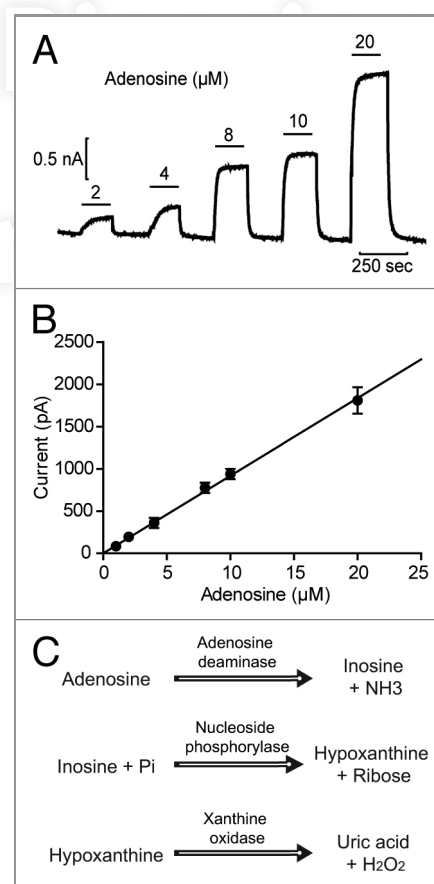 A
Adenosine (µM)
20
10
8
0.5 nA
4
2
250 sec
B
2500
2000
1500
1000
500
0
Current (pA)
0 5 10 15 20 25
Adenosine (µM)
C
Adenosine
Adenosine
deaminase
Inosine
+ NH3
Inosine + Pi
Nucleoside
phosphorylase
Hypoxanthine
+ Ribose
Hypoxanthine
Xanthine
oxidase
Uric acid
+ H₂O₂